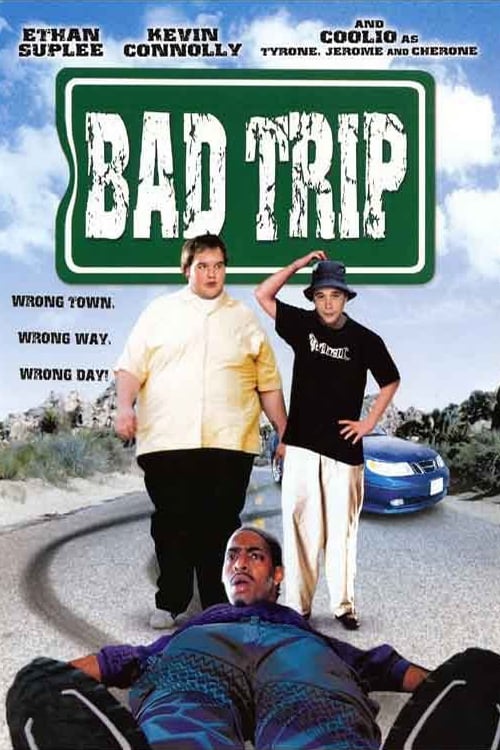 ETHAN SUPLEE
KEVIN CONNOLLY
AND COOLIO AS
TYRONE, JEROME AND CHERONE
BAD TRIP
WRONG TOWN.
WRONG WAY.
WRONG DAY!